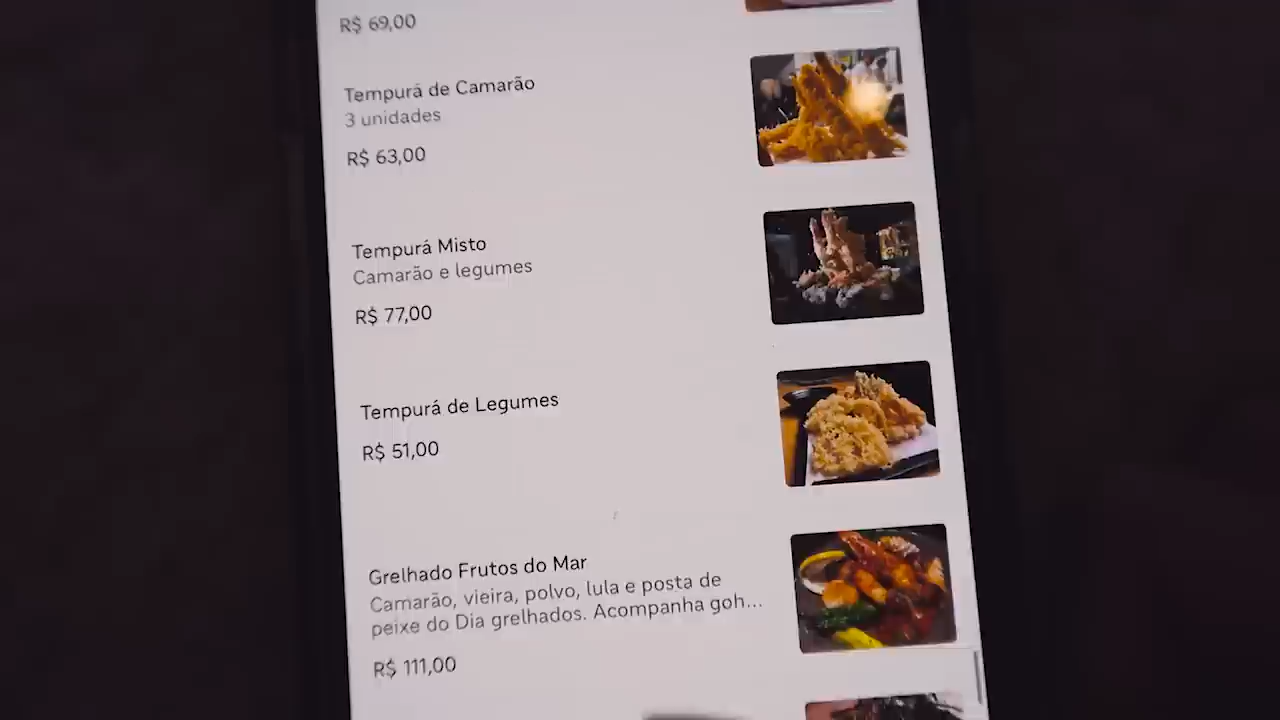 R$ 69,00
Tempurá de Camarão
3 unidades
R$ 63,00
Tempurá Misto
Camarão e legumes
R$ 77,00
Tempurá de Legumes
R$ 51,00
Grelhado Frutos do Mar
Camarão, vieira, polvo, lula e posta de
peixe do Dia grelhados. Acompanha goh...
R$ 111,00